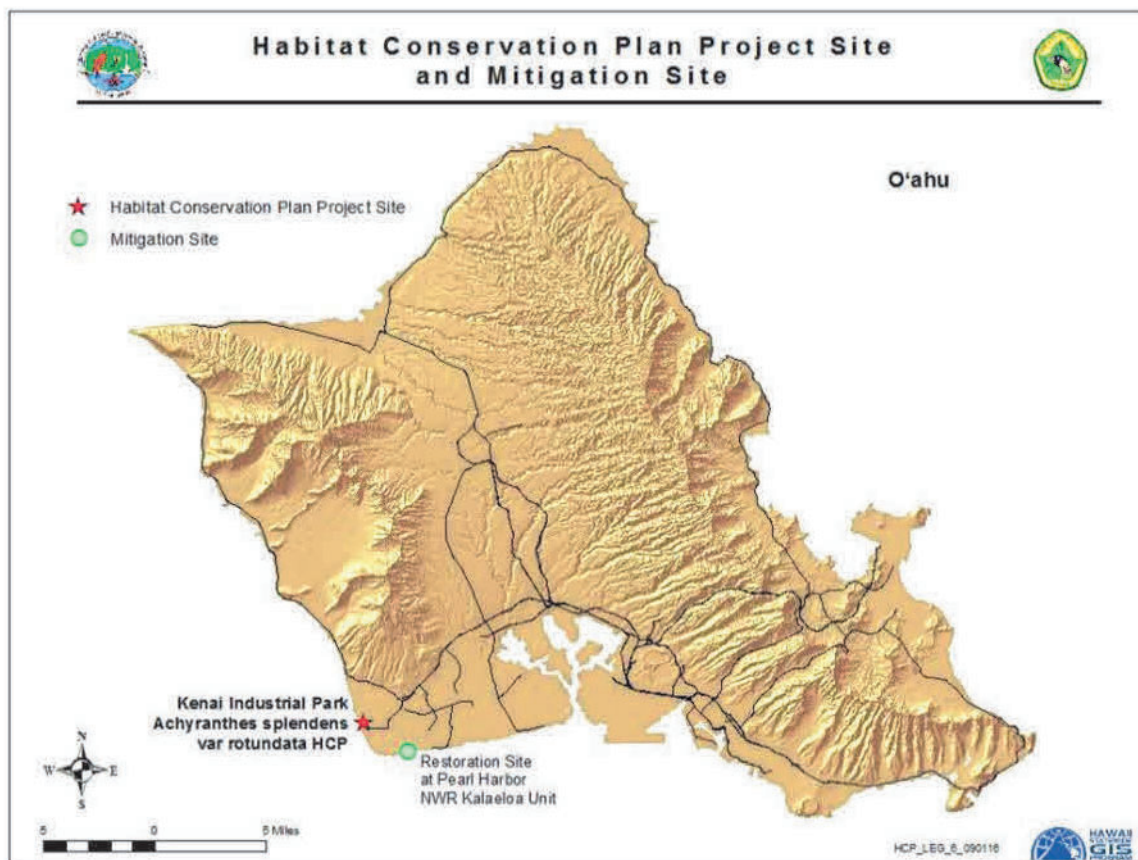 Habitat Conservation Plan Project Site
and Mitigation Site
O'ahu
Habitat Conservation Plan Project Site
Mitigation Site
Kenai Industrial Park
Achyranthes splendens
var rotundata HCP
Restoration Site
at Pearl Harbor
NWR Kalaeloa Unit
N
W E
S
5 0 5 Miles
HCP_LEG_6_090116
HAWAII
GIS